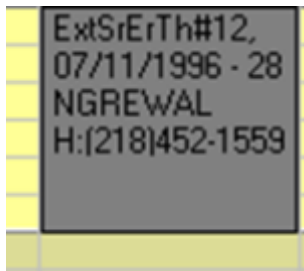 ExtSrErTh#12,
07/11/1996 - 28
NGREWAL
H:(218)452-1559